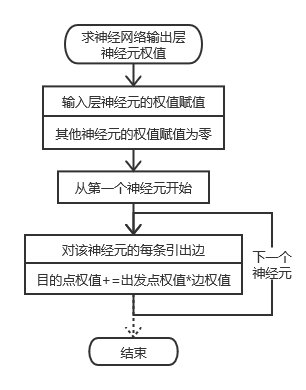 求神经网络输出层
神经元权值
输入层神经元的权值赋值
其他神经元的权值赋值为零
从第一个神经元开始
对该神经元的每条引出边
目的点权值+=出发点权值*边权值
下一个
神经元
结束